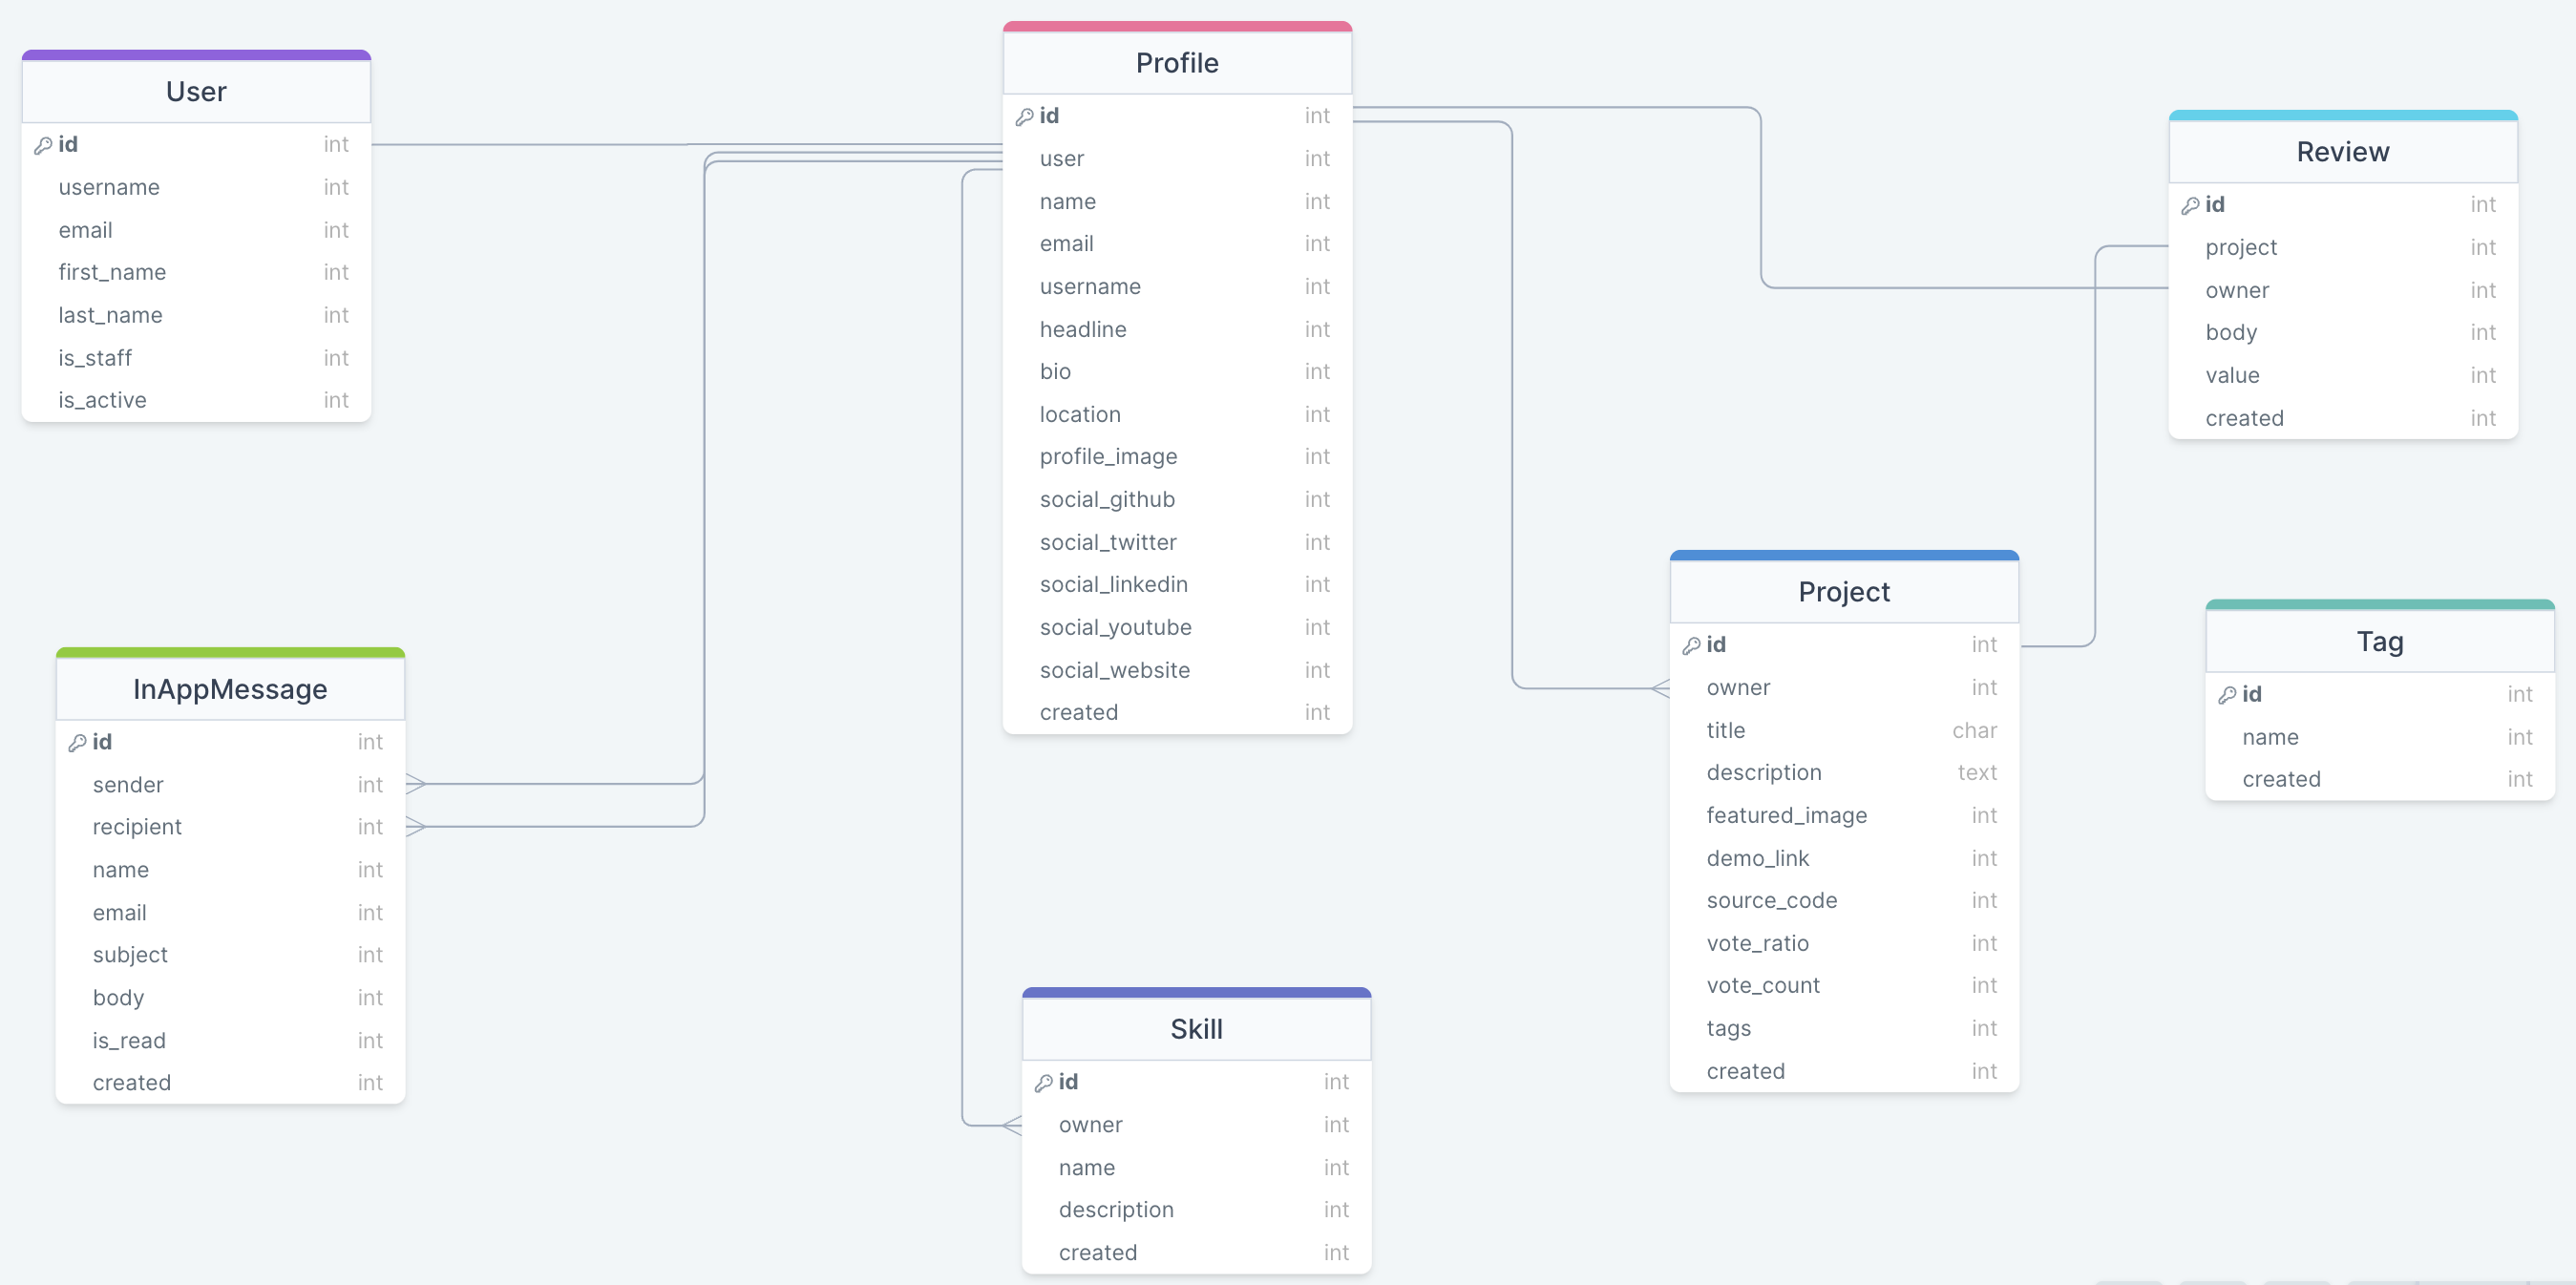 User
id int
username int
email int
first_name int
last_name int
is_staff int
is_active int
Profile
id int
user int
name int
email int
username int
headline int
bio int
location int
profile_image int
social_github int
social_twitter int
social_linkedin int
social_youtube int
social_website int
created int
Review
id int
project int
owner int
body int
value int
created int
InAppMessage
id int
sender int
recipient int
name int
email int
subject int
body int
is_read int
created int
Project
id int
owner int
title char
description text
featured_image int
demo_link int
source_code int
vote_ratio int
vote_count int
tags int
created int
Tag
id int
name int
created int
Skill
id int
owner int
name int
description int
created int